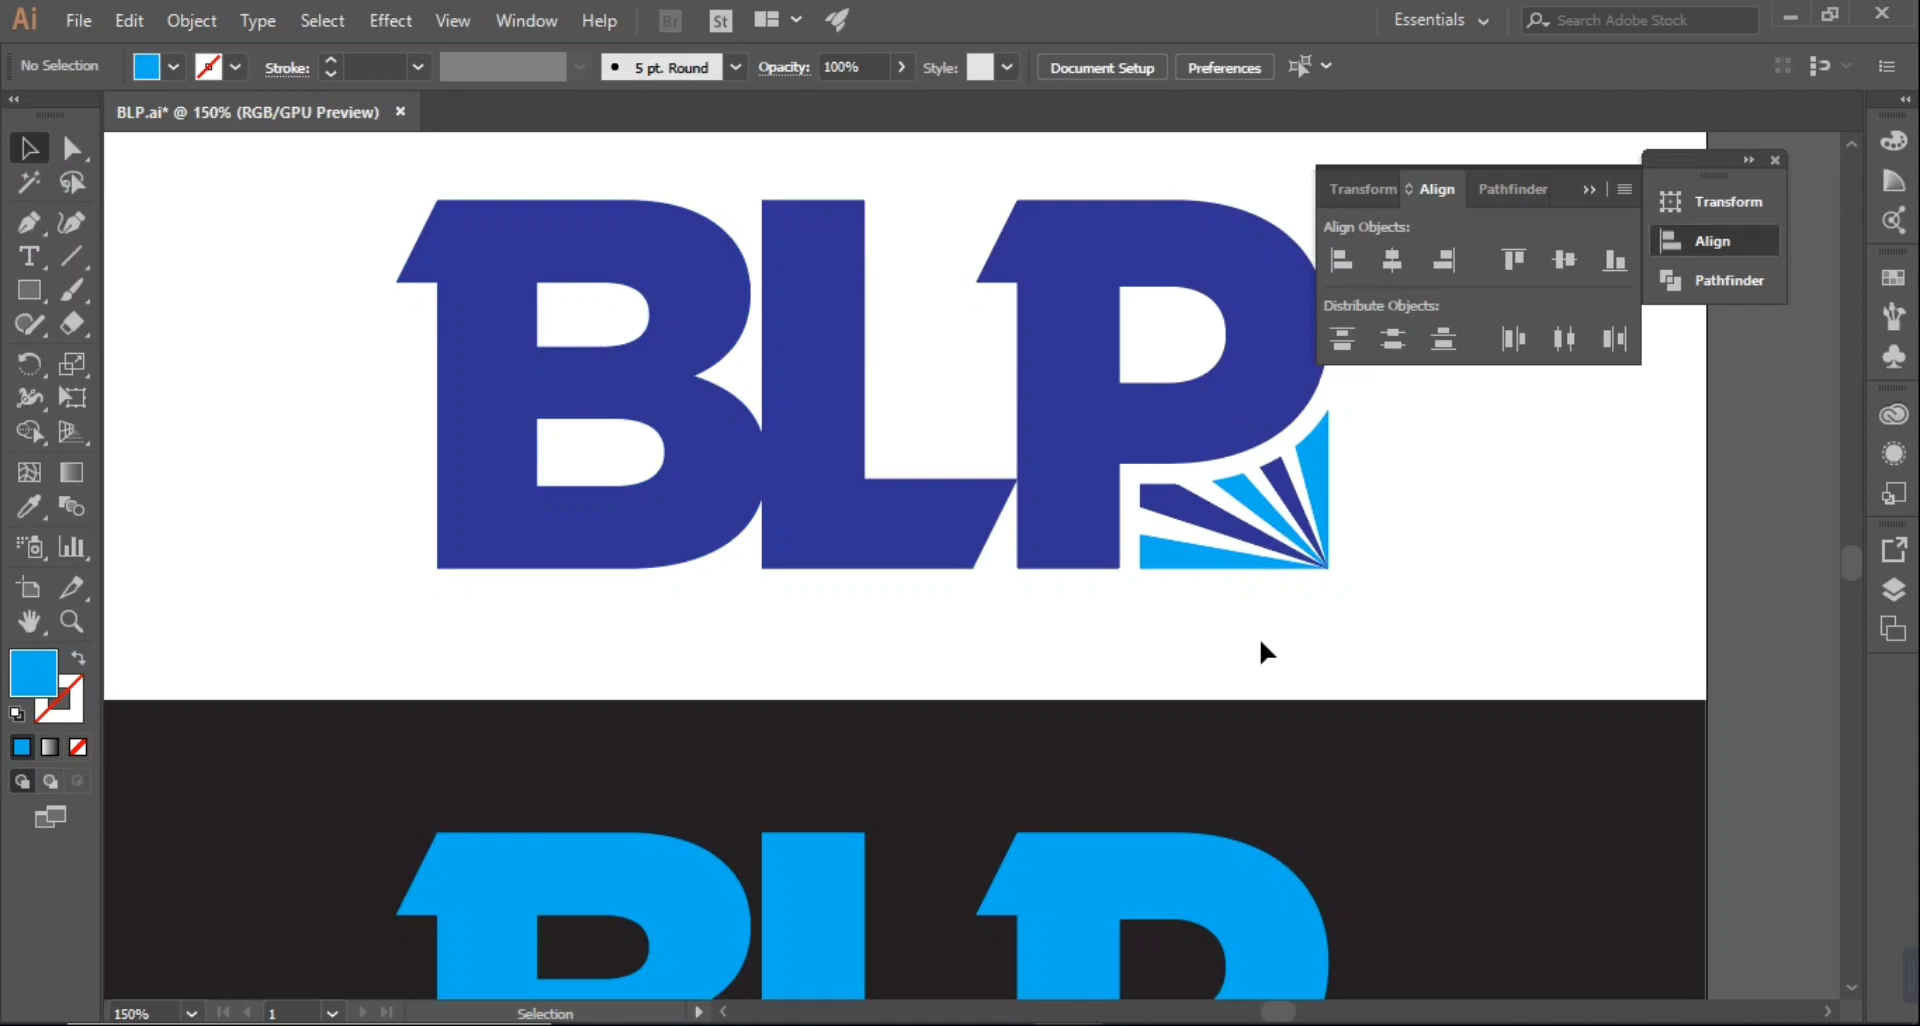 Ai File Edit Object Type Select Effect View Window Help Br St Essentials Search Adobe Stock
No Selection Stroke: 5 pt. Round Opacity: 100% Style: Document Setup Preferences
BLP.ai* @ 150% (RGB/GPU Preview)
BLP
Transform Align Pathfinder
Align Objects:
Distribute Objects:
Transform
Align
Pathfinder
T
BLP
150% 1 Selection